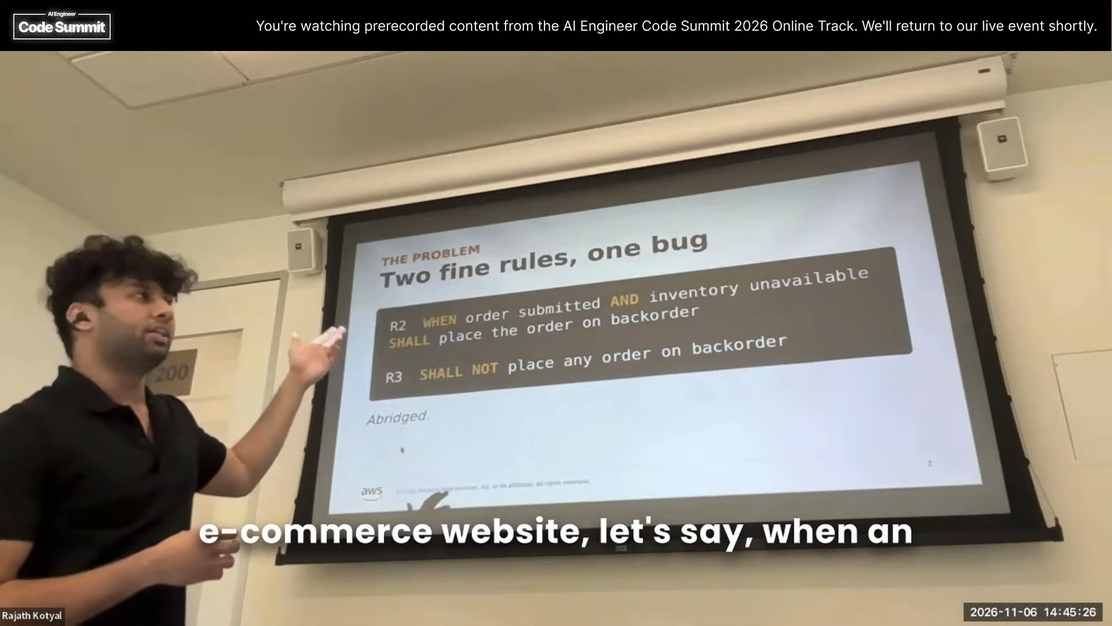 AI Engineer
Code Summit
You're watching prerecorded content from the AI Engineer Code Summit 2026 Online Track. We'll return to our live event shortly.
THE PROBLEM
Two fine rules, one bug
R2 WHEN order submitted AND inventory unavailable
SHALL place the order on backorder
R3 SHALL NOT place any order on backorder
Abridged.
2
aws
200
e-commerce website, let's say, when an
Rajath Kotyal
2026-11-06 14:45:26